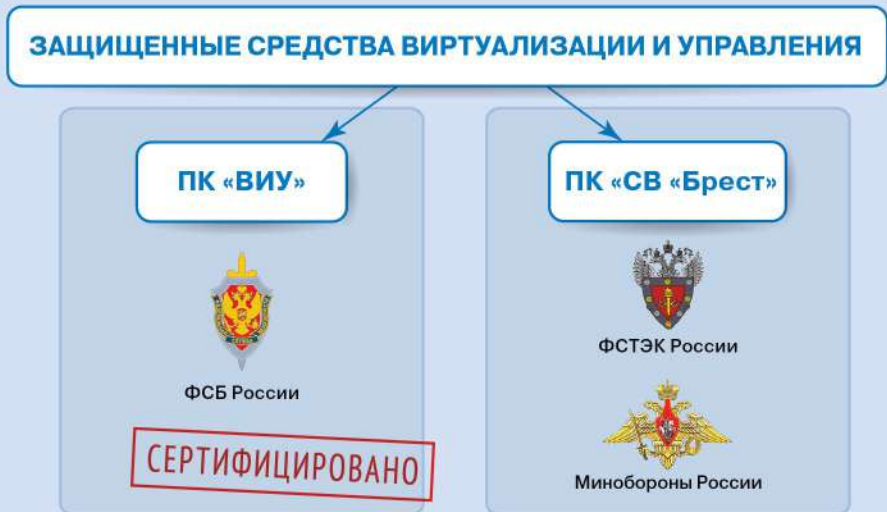 ЗАЩИЩЕННЫЕ СРЕДСТВА ВИРТУАЛИЗАЦИИ И УПРАВЛЕНИЯ
ПК «ВИУ»
ФСБ России
СЕРТИФИЦИРОВАНО
ПК «СВ «Брест»
ФСТЭК России
Минобороны России